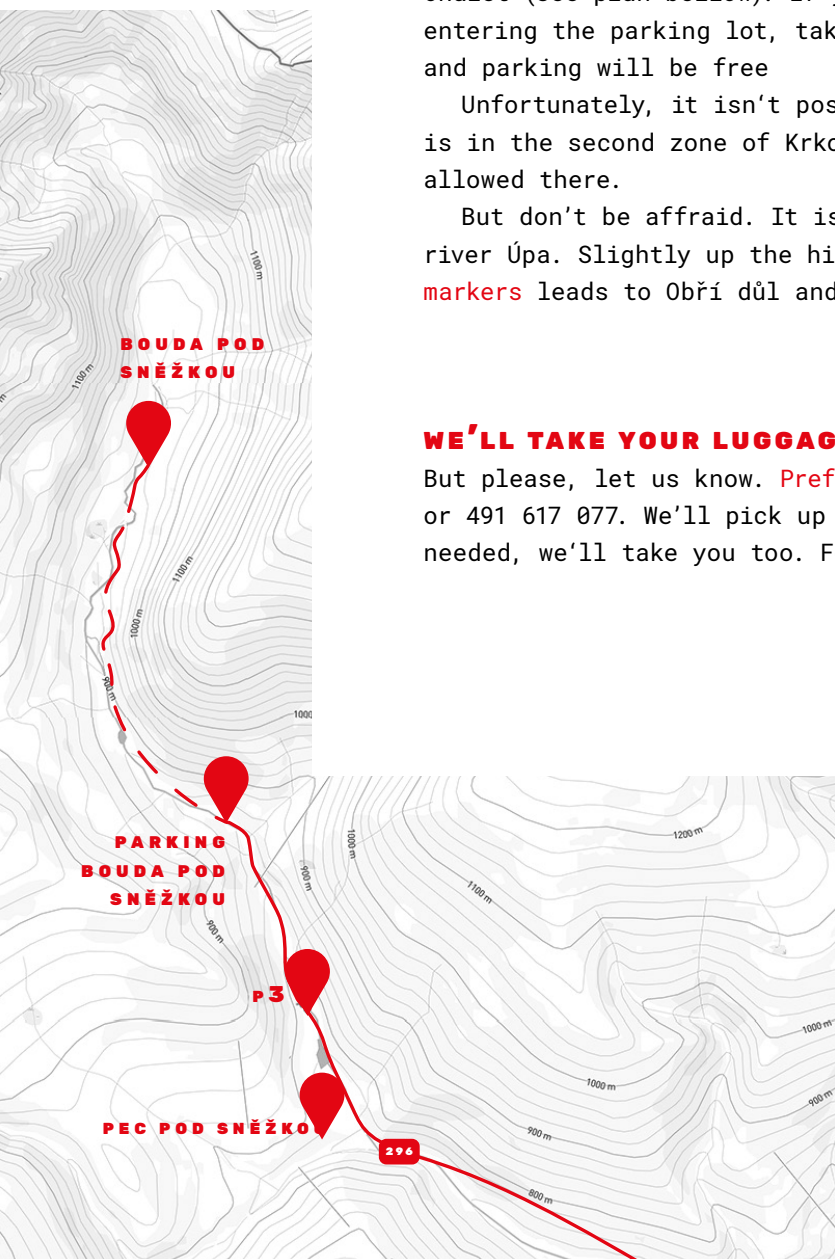 entering the parking lot, tak
and parking will be free
Unfortunately, it isn‘t pos
is in the second zone of Krko
allowed there.
But don’t be affraid. It is
river Úpa. Slightly up the hi
markers leads to Obří důl and
WE’LL TAKE YOUR LUGGAG
But please, let us know. Pref
or 491 617 077. We’ll pick up
needed, we‘ll take you too. F
1100 m
BOUDA POD
SNĚŽKOU
1100 m
1100 m
1000 m
900 m
1000
PARKING
BOUDA POD
SNĚŽKOU
1000 m
900 m
1200 m
1100 m
900 m
P3
1000 m
1000 m
900 m
PEC POD SNĚŽKOU
900 m
296
800 m